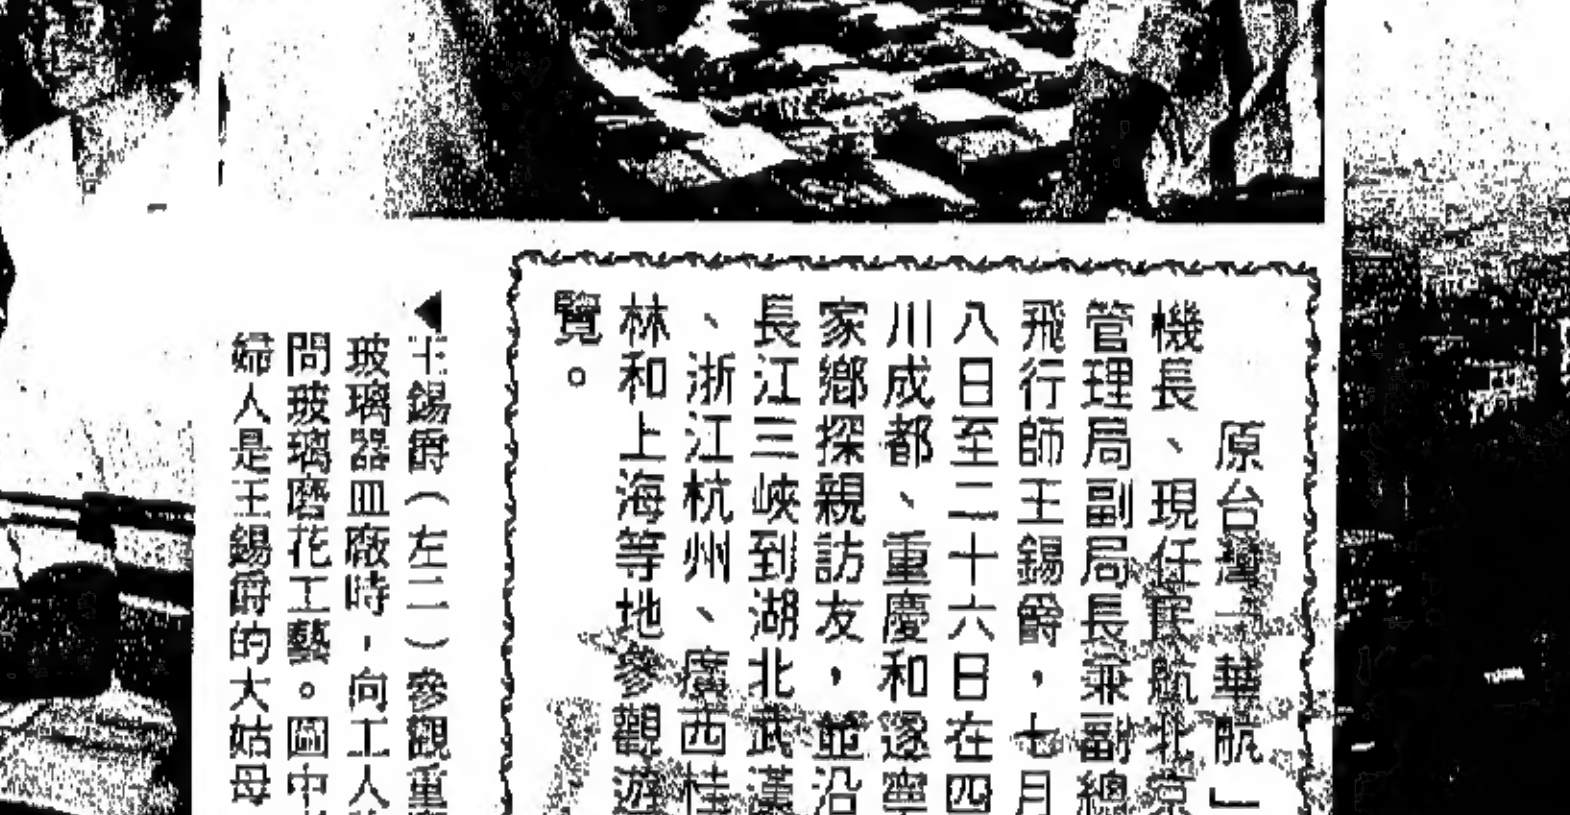 原台灣「華航」
機長、現任民航北京
管理局副局長兼副總
飛行師王錫爵，七月
八日至二十六日在四
川成都、重慶和遂寧
家鄉探親訪友，並沿
長江三峽到湖北武漢
、浙江杭州、廣西桂
林和上海等地參觀遊
覽。
◀王錫爵（左二）參觀重
玻璃器皿廠時，向工人
問玻璃磨花工藝。圖中
婦人是王錫爵的大姑母